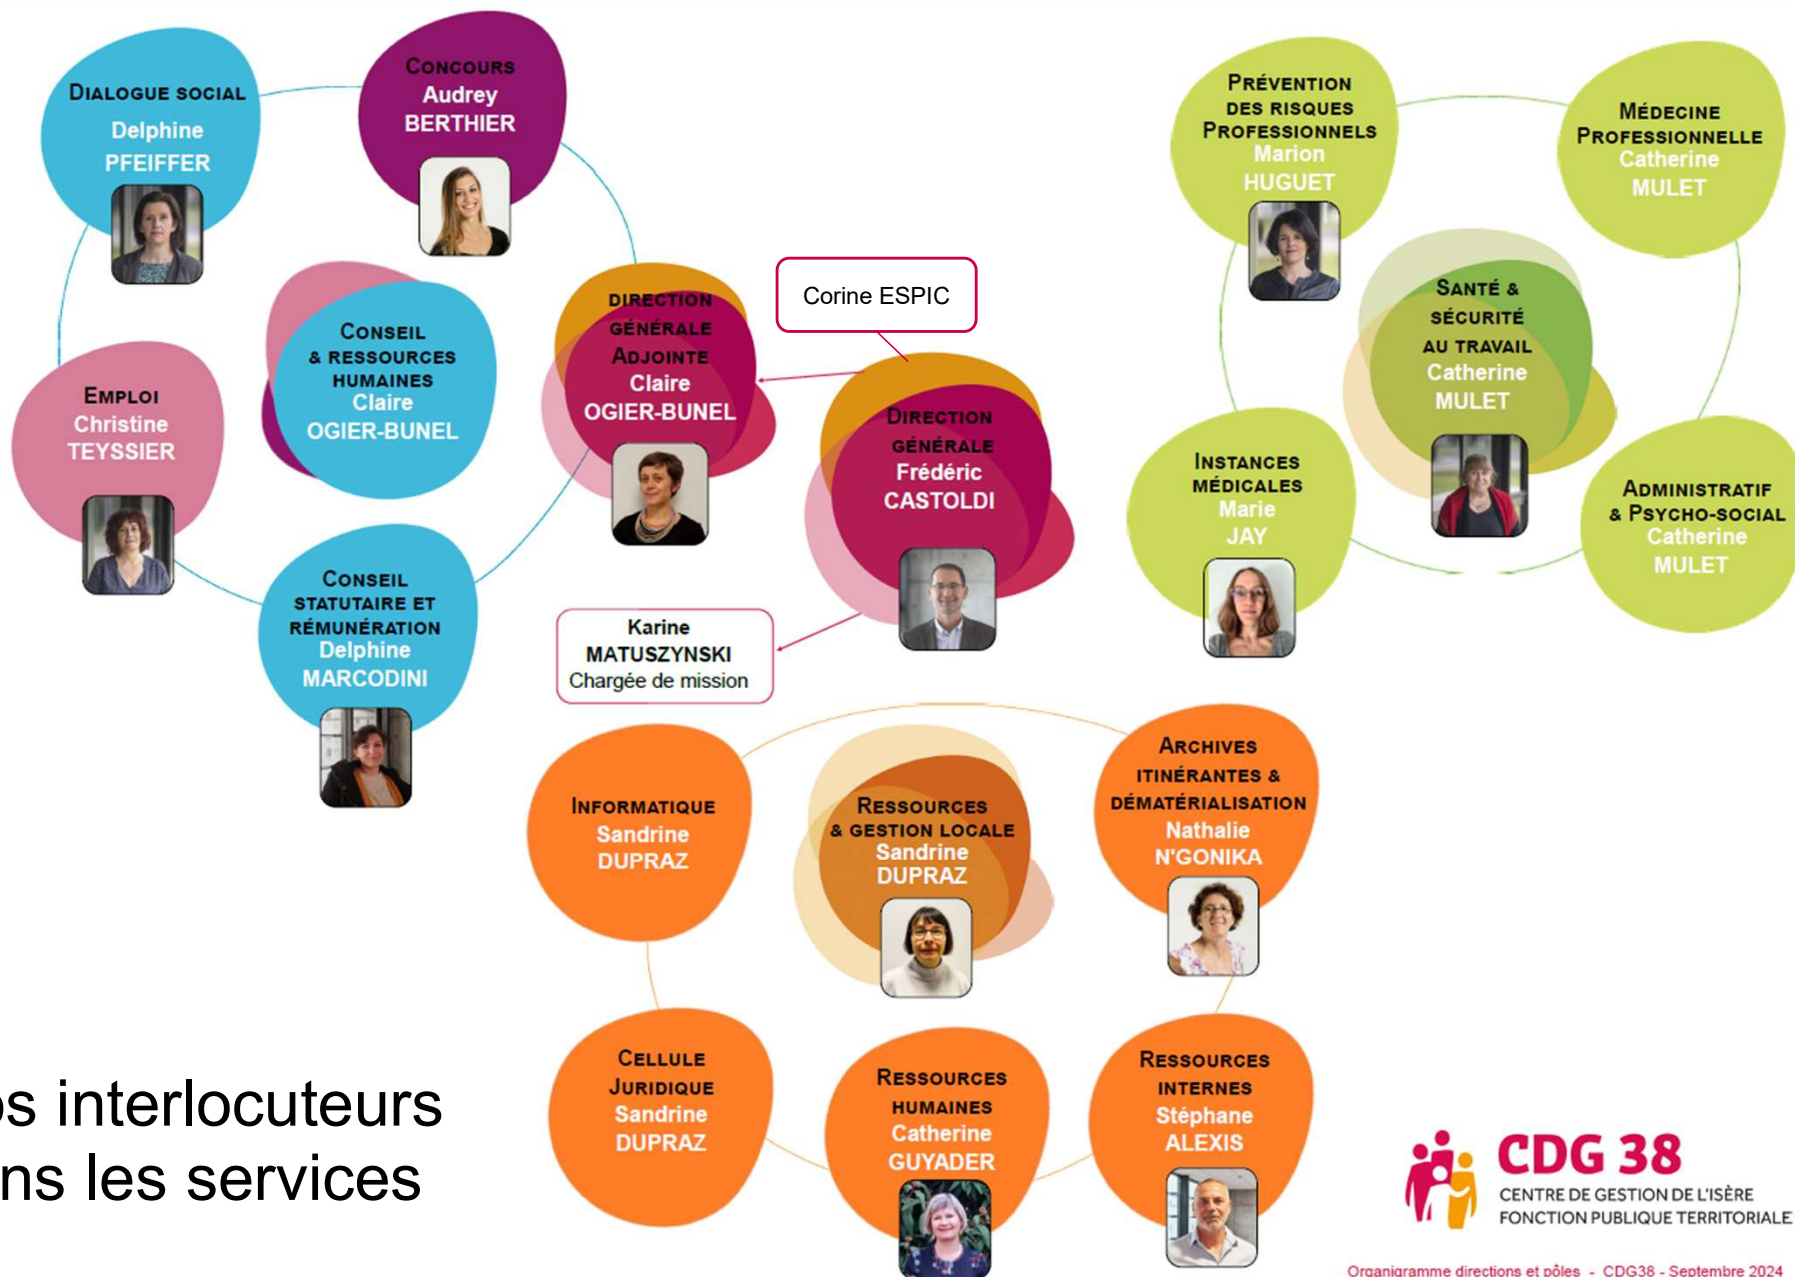 DIALOGUE SOCIAL
Delphine
PFEIFFER
CONCOURS
Audrey
BERTHIER
CONSEIL
& RESSOURCES
HUMAINES
Claire
OGIER-BUNEL
EMPLOI
Christine
TEYSSIER
CONSEIL
STATUTAIRE ET
RÉMUNÉRATION
Delphine
MARCODINI
DIRECTION
GÉNÉRALE
ADJOINTE
Claire
OGIER-BUNEL
Corine ESPIC
DIRECTION
GÉNÉRALE
Frédéric
CASTOLDI
Karine
MATUSZYNSKI
Chargée de mission
PRÉVENTION
DES RISQUES
PROFESSIONNELS
Marion
HUGUET
MÉDECINE
PROFESSIONNELLE
Catherine
MULET
SANTÉ &
SÉCURITÉ
AU TRAVAIL
Catherine
MULET
INSTANCES
MÉDICALES
Marie
JAY
ADMINISTRATIF
& PSYCHO-SOCIAL
Catherine
MULET
INFORMATIQUE
Sandrine
DUPRAZ
RESSOURCES
& GESTION LOCALE
Sandrine
DUPRAZ
ARCHIVES
ITINÉRANTES &
DÉMATÉRIALISATION
Nathalie
N'GONIKA
CELLULE
JURIDIQUE
Sandrine
DUPRAZ
RESSOURCES
HUMAINES
Catherine
GUYADER
RESSOURCES
INTERNES
Stéphane
ALEXIS
os interlocuteurs
ns les services
CDG 38
CENTRE DE GESTION DE L'ISÈRE
FONCTION PUBLIQUE TERRITORIALE
Organigramme directions et pôles - CDG38 - Septembre 2024